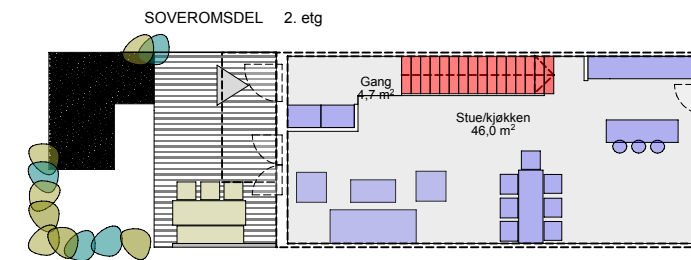 SOVEROMSDEL 2. etg
Gang
4,7 m²
Stue/kjøkken
46,0 m²